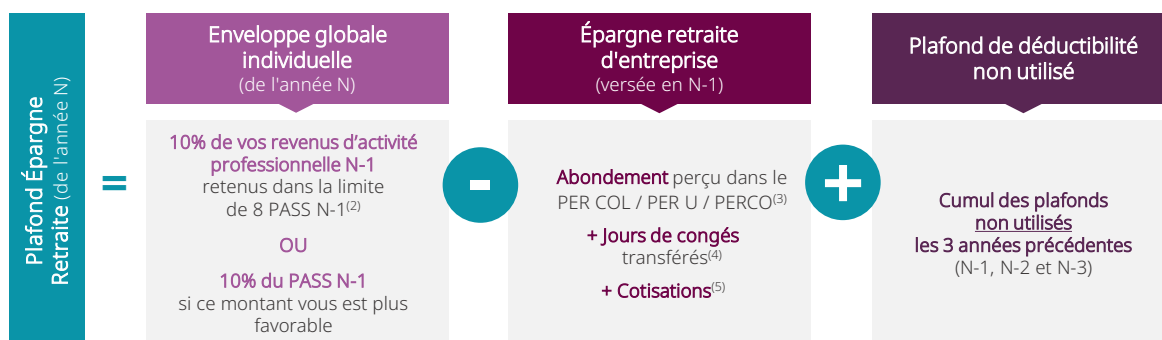 Plafond Épargne
Retraite (de l'année N)
=
Enveloppe globale
individuelle
(de l'année N)
10% de vos revenus d’activité
professionnelle N-1
retenus dans la limite
de 8 PASS N-1(2)
OU
10% du PASS N-1
si ce montant vous est plus
favorable
-
Épargne retraite
d'entreprise
(versée en N-1)
Abondement perçu dans le
PER COL / PER U / PERCO(3)
+ Jours de congés
transférés(4)
+ Cotisations(5)
+
Plafond de déductibilité
non utilisé
Cumul des plafonds
non utilisés
les 3 années précédentes
(N-1, N-2 et N-3)